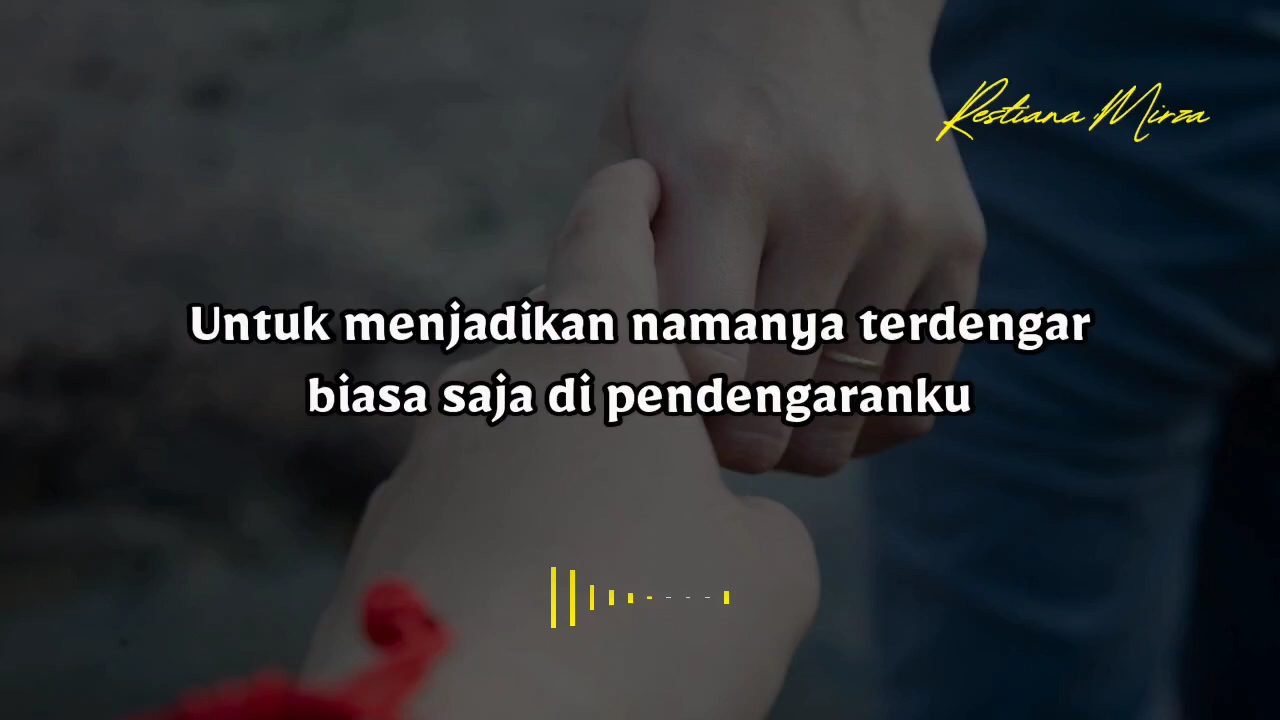 Restiana Mirza
Untuk menjadikan namanya terdengar
biasa saja di pendengaranku